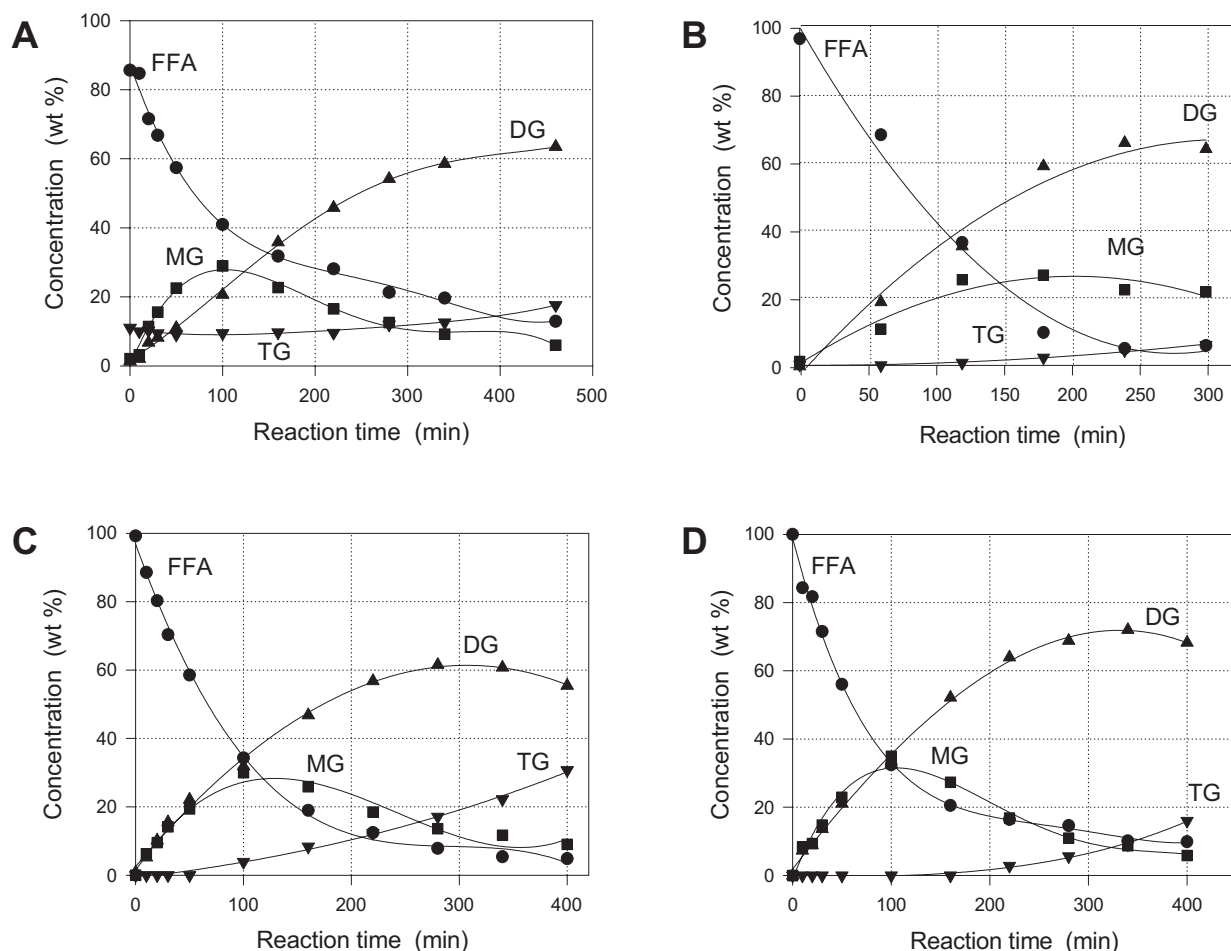 A
Concentration (wt %)
100
80
60
40
20
0
FFA
MG
DG
TG
0 100 200 300 400 500
Reaction time (min)
B
Concentration (wt %)
100
80
60
40
20
0
FFA
DG
MG
TG
0 50 100 150 200 250 300
Reaction time (min)
C
Concentration (wt %)
100
80
60
40
20
0
FFA
DG
MG
TG
0 100 200 300 400
Reaction time (min)
D
Concentration (wt %)
100
80
60
40
20
0
FFA
DG
MG
TG
0 100 200 300 400
Reaction time (min)